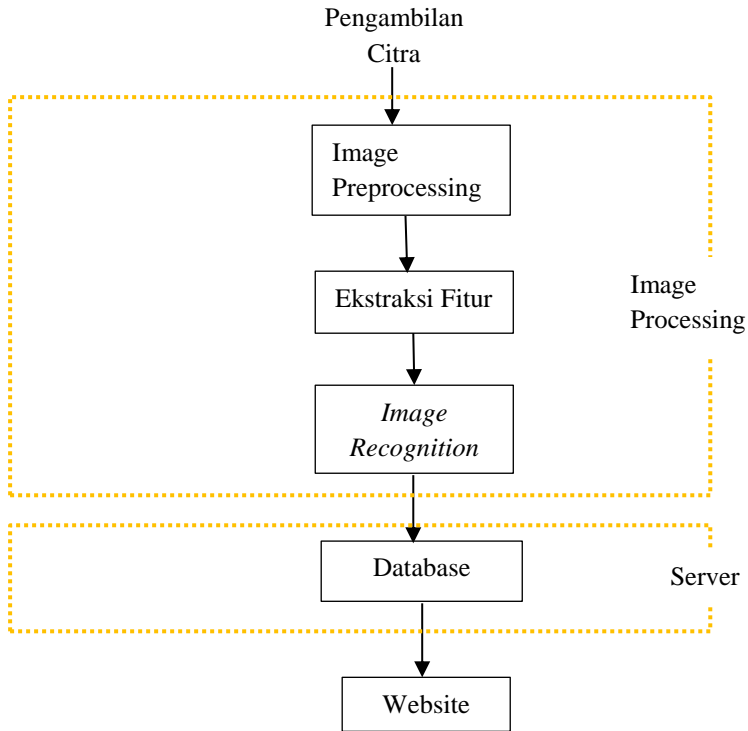 Pengambilan
Citra
Image
Preprocessing
Ekstraksi Fitur
Image
Processing
Image
Recognition
Database
Server
Website